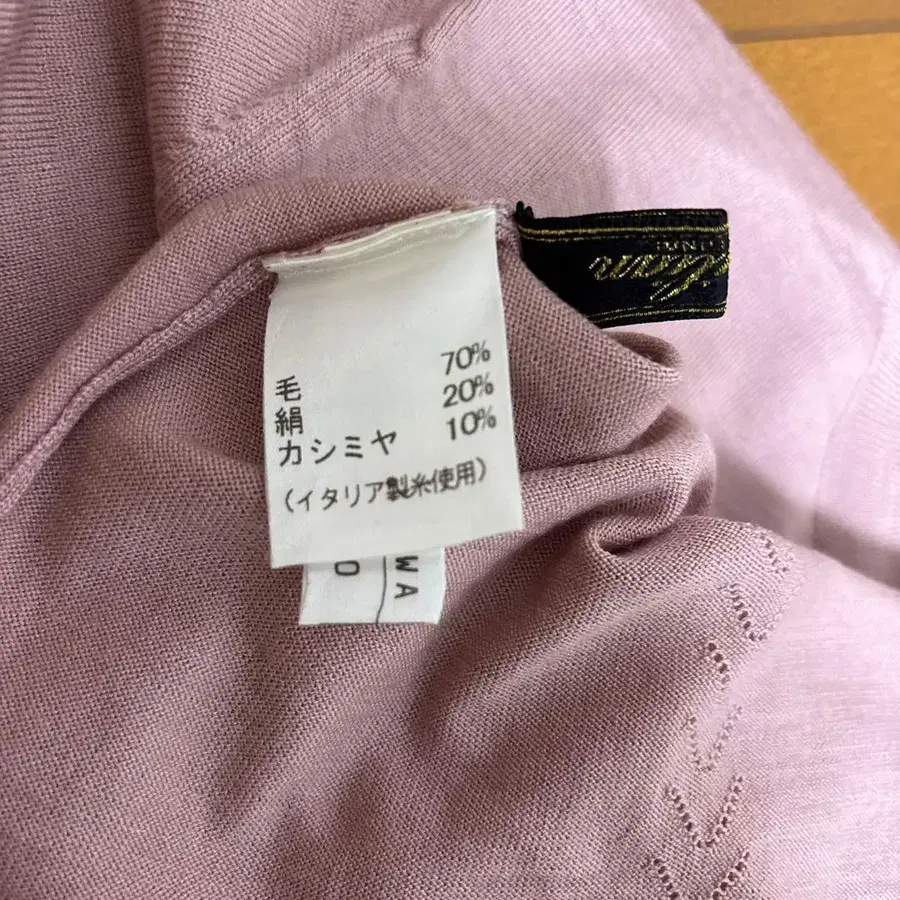 毛 70%
絹 20%
カシミヤ 10%
(イタリア製糸使用)
WA
O